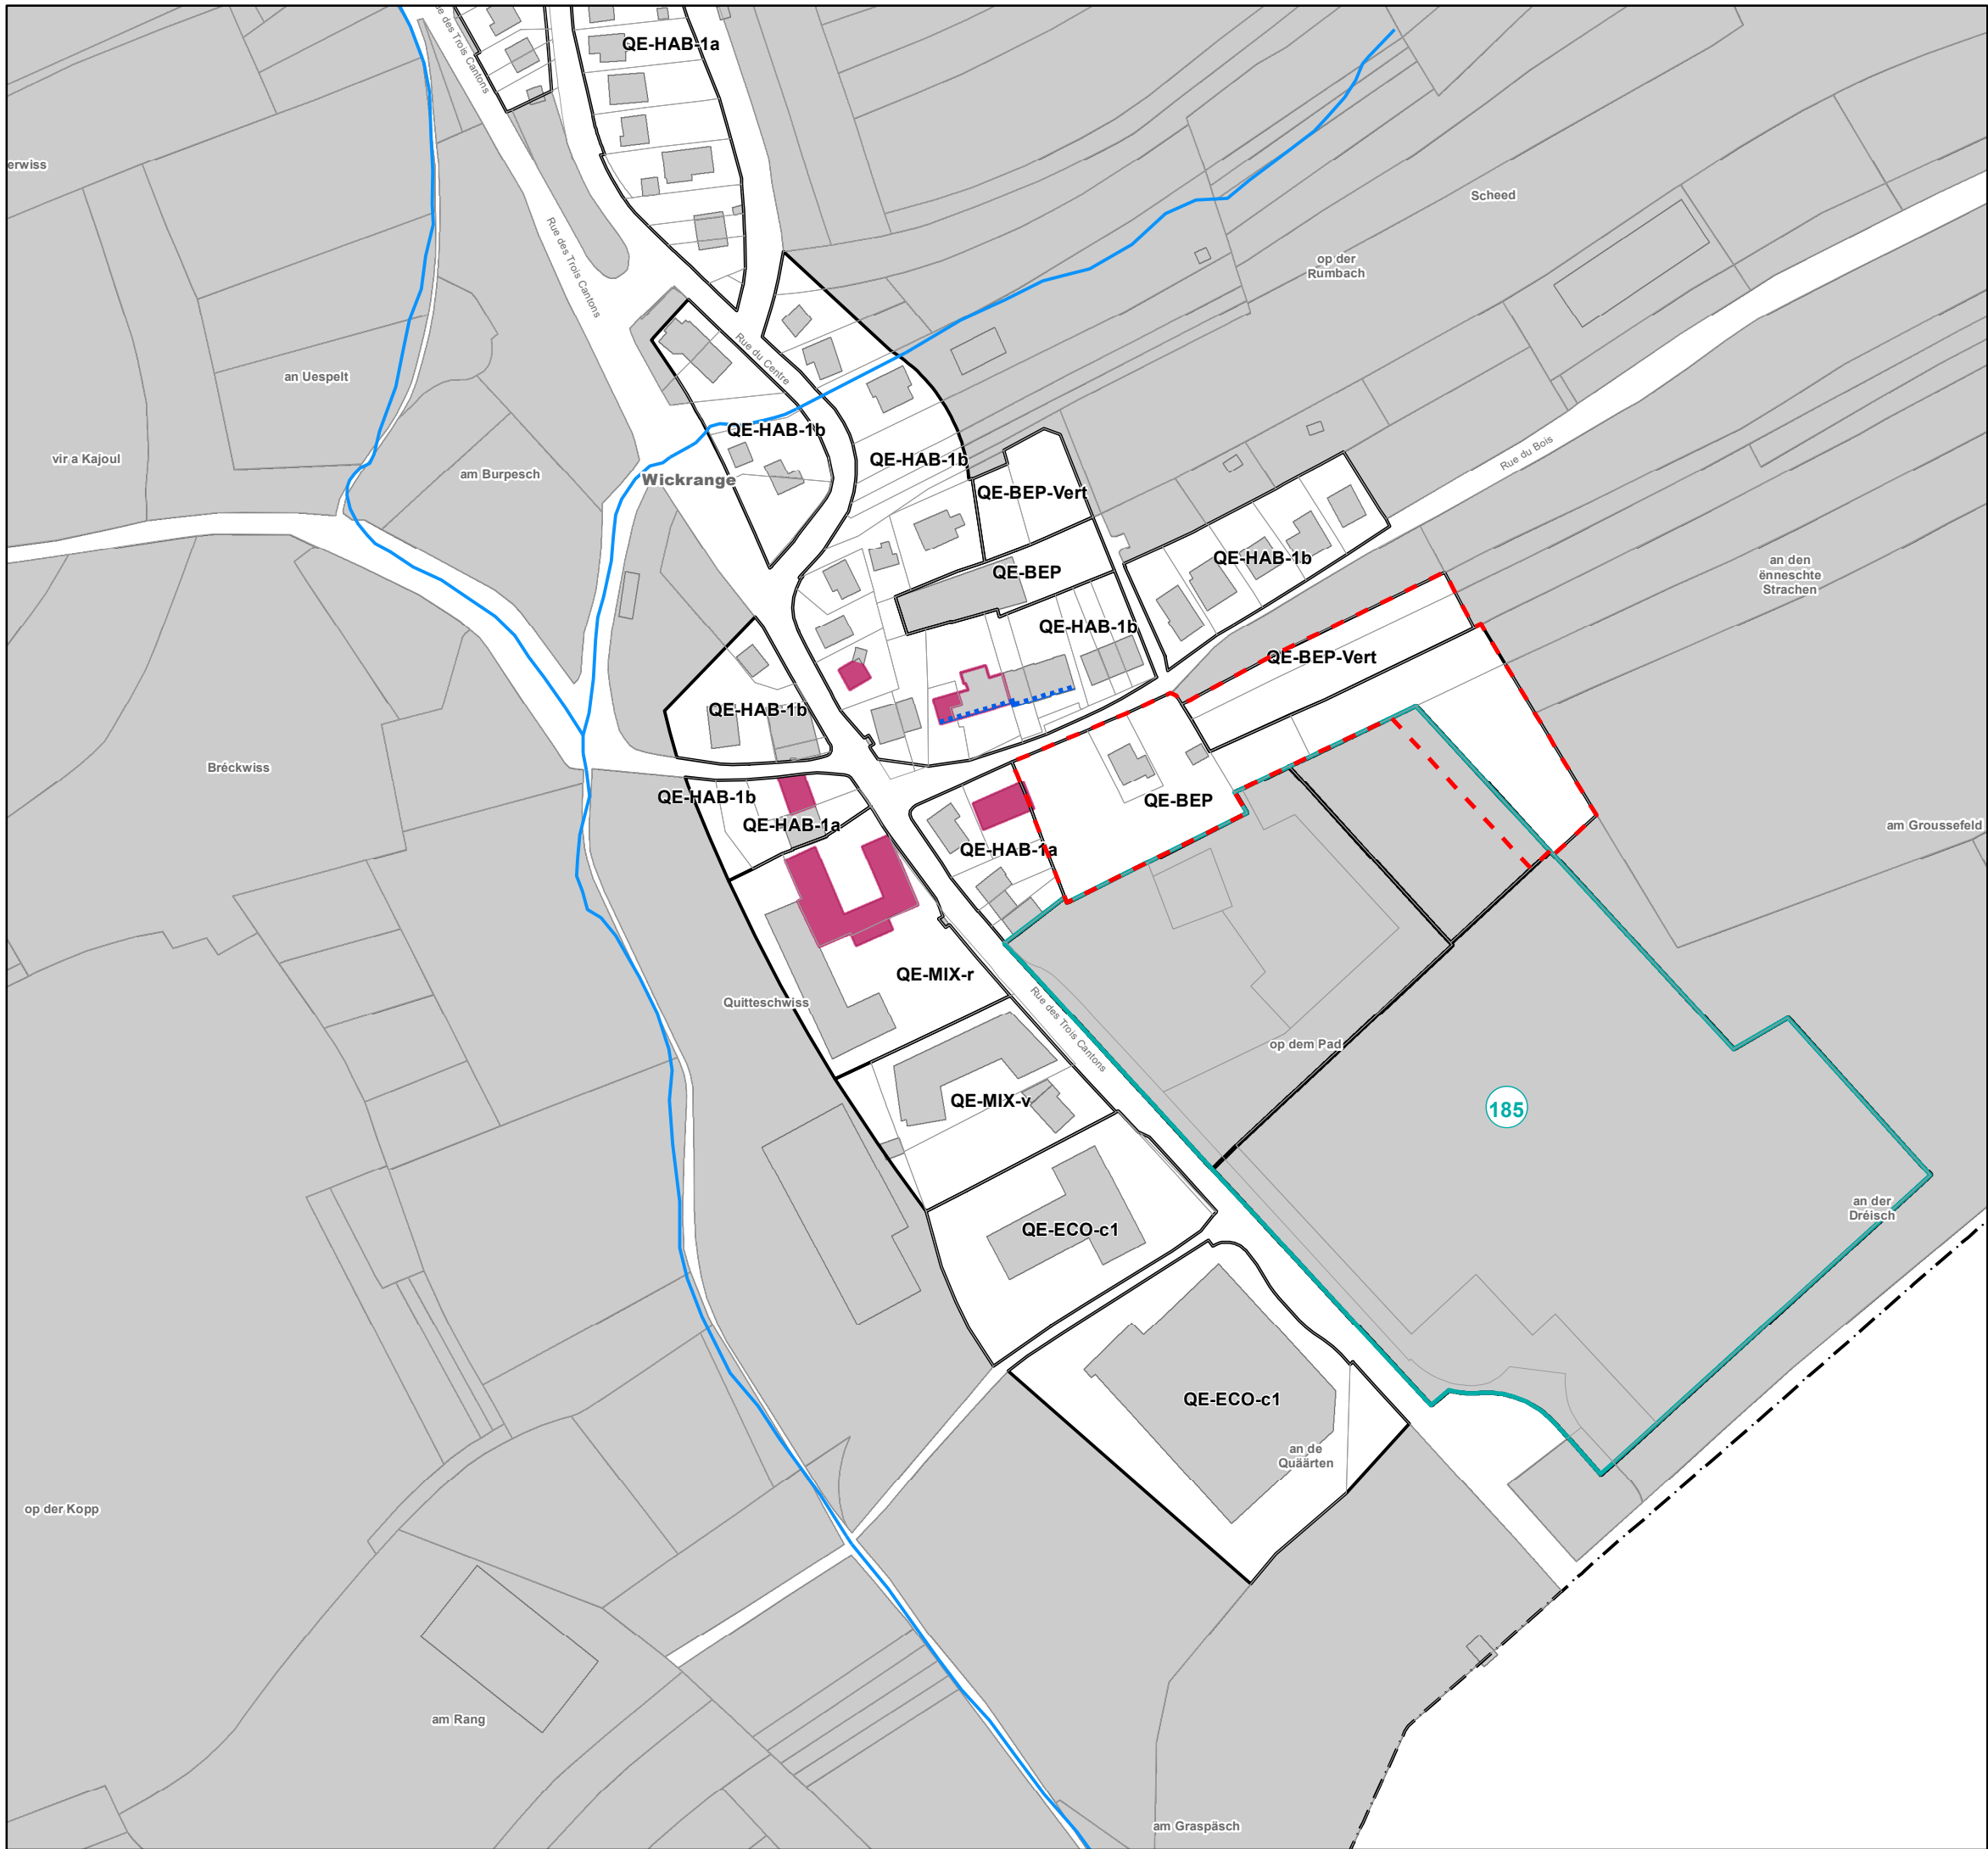 Rue des Trois Cantons
QE-HAB-1a
erwiss
Scheed
Rue des Trois Cantons
op der
Rumbach
Rue du Centre
an Uespelt
QE-HAB-1b
vir a Kajoul
am Burpesch
Wickrange
QE-HAB-1b
QE-BEP-Vert
Rue du Bois
QE-BEP
QE-HAB-1b
an den
ënneschte
Strachen
QE-HAB-1b
QE-BEP-Vert
QE-HAB-1b
Bréckwiss
QE-HAB-1b
QE-BEP
QE-HAB-1a
am Groussefeld
QE-HAB-1a
QE-MIX-r
Quitteschwiss
Rue des Trois Cantons
op dem Pad
QE-MIX-v
185
QE-ECO-c1
an der
Dréisch
QE-ECO-c1
an de
Quäärten
op der Kopp
am Rang
am Graspäsch